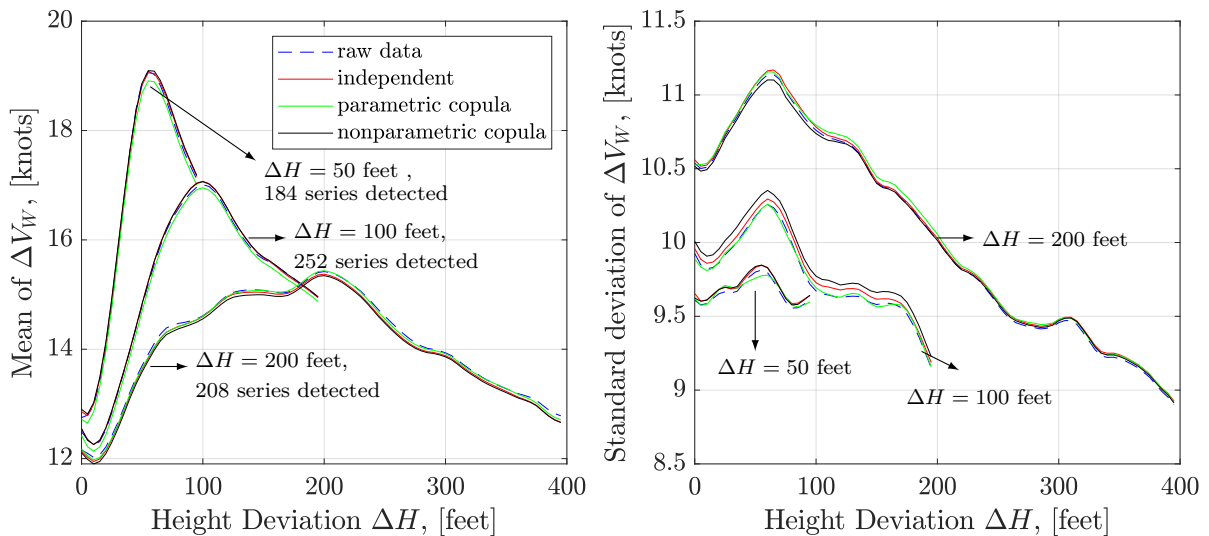 20
18
16
14
12
0
100
200
300
400
Mean of ΔV_W, [knots]
Height Deviation ΔH, [feet]
raw data
independent
parametric copula
nonparametric copula
ΔH = 50 feet ,
184 series detected
ΔH = 100 feet,
252 series detected
ΔH = 200 feet,
208 series detected
11.5
11
10.5
10
9.5
9
8.5
0
100
200
300
400
Standard deviation of ΔV_W, [knots]
Height Deviation ΔH, [feet]
ΔH = 200 feet
ΔH = 50 feet
ΔH = 100 feet